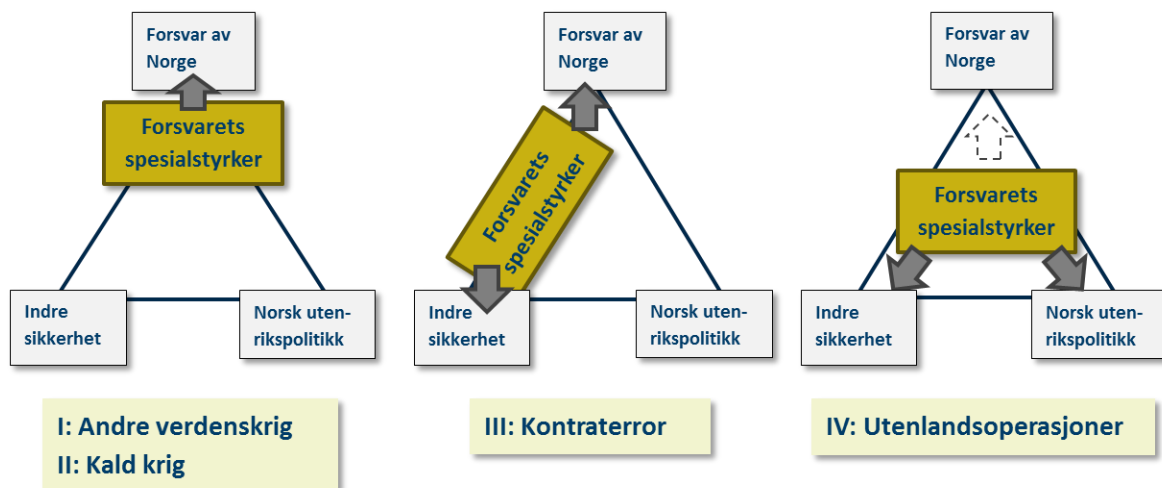 Forsvar av
Norge
Forsvarets
spesialstyrker
Indre
sikkerhet
Norsk uten-
rikspolitikk
I: Andre verdenskrig
II: Kald krig
Forsvar av
Norge
Forsvarets
spesialstyrker
Indre
sikkerhet
Norsk uten-
rikspolitikk
III: Kontraterror
Forsvar av
Norge
Forsvarets
spesialstyrker
Indre
sikkerhet
Norsk uten-
rikspolitikk
IV: Utenlandsoperasjoner